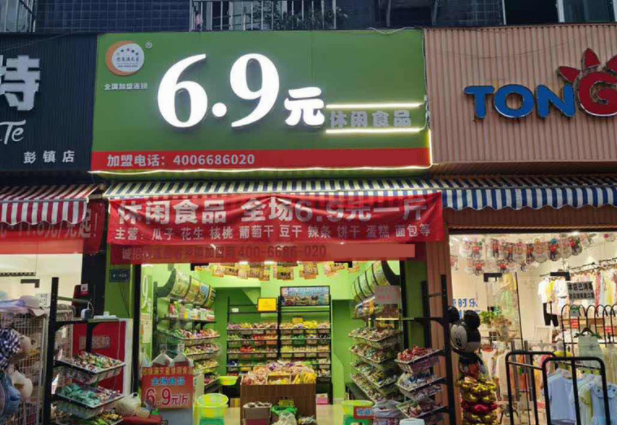 特
Te
彭镇店
全国加盟连锁
6.9元
休闲食品
加盟电话：4006686020
TONG
休闲食品 全场6.9元一斤
主营：瓜子 花生 核桃 葡萄干 豆干 辣条 饼干 蛋糕 面包等
6.9元/斤